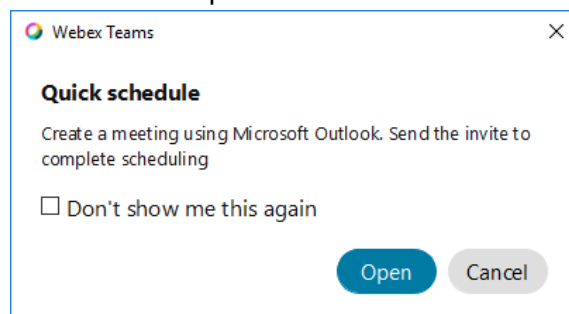 Webex Teams
Quick schedule
Create a meeting using Microsoft Outlook. Send the invite to
complete scheduling
Don't show me this again
Open Cancel